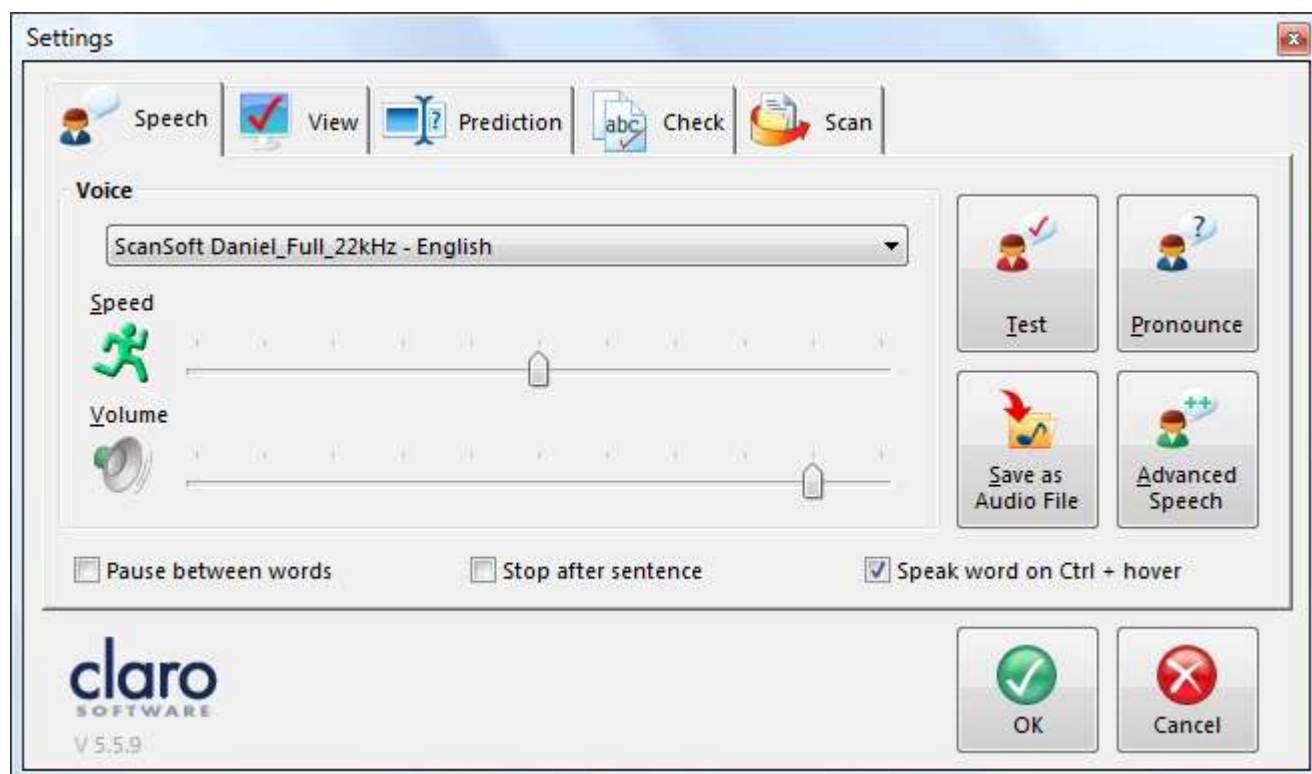 Settings
Speech View Prediction Check Scan
Voice
ScanSoft Daniel_Full_22kHz - English
Speed
Volume
Test
Pronounce
Save as
Audio File
Advanced
Speech
Pause between words
Stop after sentence
Speak word on Ctrl + hover
claro
SOFTWARE
V 5.5.9
OK
Cancel